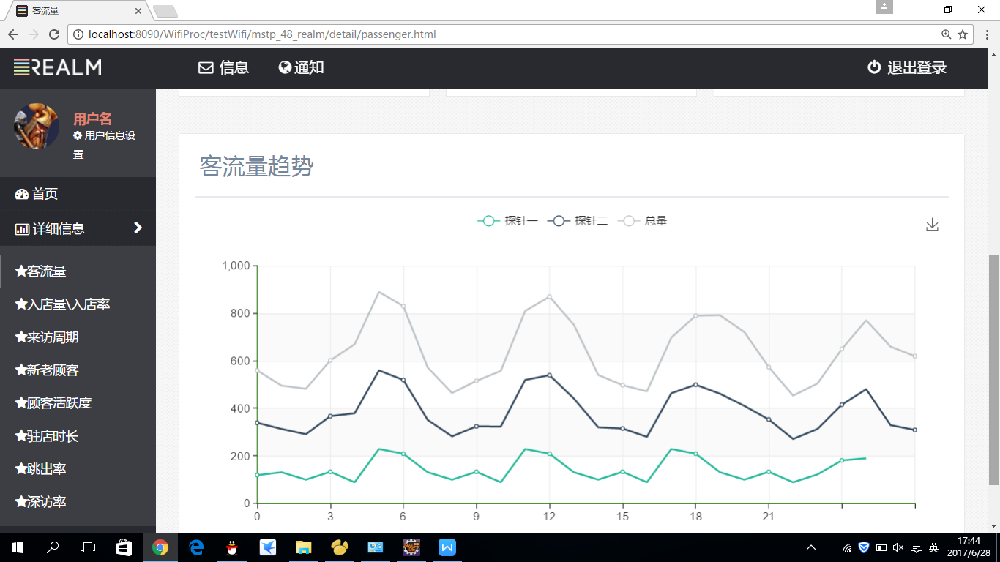 客流量
localhost:8090/WifiProc/testWifi/mstp_48_realm/detail/passenger.html
REALM
信息
通知
退出登录
用户名
用户信息设
置
首页
详细信息
客流量
入店量\入店率
来访周期
新老顾客
顾客活跃度
驻店时长
跳出率
深访率
客流量趋势
探针一
探针二
总量
1,000
800
600
400
200
0
0
3
6
9
12
15
18
21
英
17:44
2017/6/28